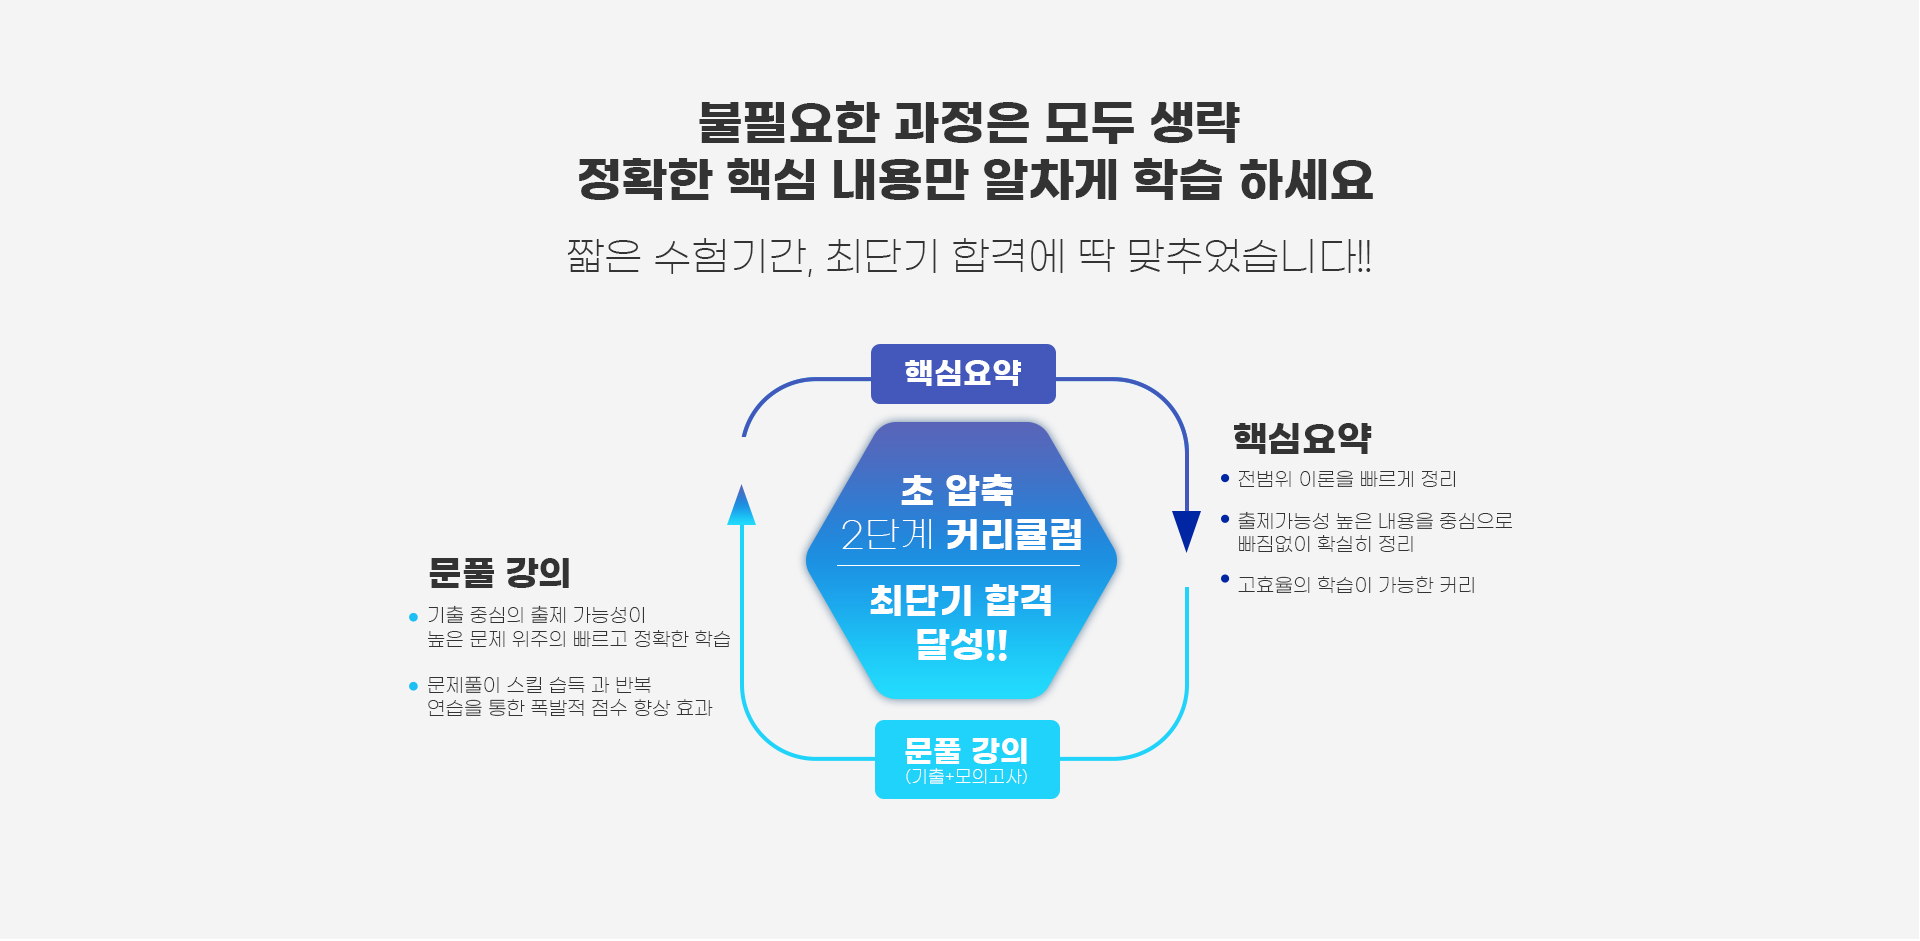 불필요한 과정은 모두 생략
정확한 핵심 내용만 알차게 학습 하세요
짧은 수험기간, 최단기 합격에 딱 맞추었습니다!!
핵심요약
초 압축
2단계 커리큘럼
최단기 합격
달성!!
핵심요약
전범위 이론을 빠르게 정리
출제가능성 높은 내용을 중심으로
빠짐없이 확실히 정리
고효율의 학습이 가능한 커리
문풀 강의
기출 중심의 출제 가능성이
높은 문제 위주의 빠르고 정확한 학습
문제풀이 스킬 습득 과 반복
연습을 통한 폭발적 점수 향상 효과
문풀 강의
(기출+모의고사)